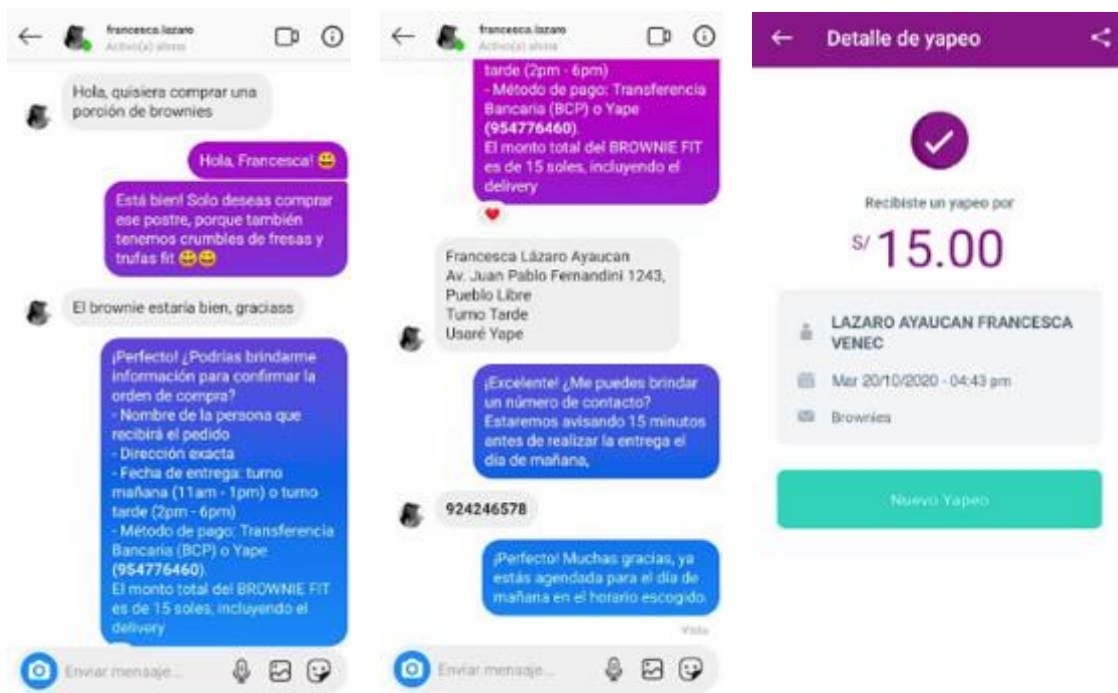 francesca.lazaro
Activo(a) ahora
Hola, quisiera comprar una
porción de brownies
Hola, Francesca! 😃
Está bien! Solo deseas comprar
ese postre, porque también
tenemos crumbles de fresas y
trufas fit 😃😃
El brownie estaría bien, graciass
¡Perfecto! ¿Podrías brindarme
información para confirmar la
orden de compra?
- Nombre de la persona que
recibirá el pedido
- Dirección exacta
- Fecha de entrega: turno
mañana (11am - 1pm) o turno
tarde (2pm - 6pm)
- Método de pago: Transferencia
Bancaria (BCP) o Yape
(954776460).
El monto total del BROWNIE FIT
es de 15 soles, incluyendo el
delivery
Enviar mensaje...
francesca.lazaro
Activo(a) ahora
tarde (2pm - 6pm)
- Método de pago: Transferencia
Bancaria (BCP) o Yape
(954776460).
El monto total del BROWNIE FIT
es de 15 soles, incluyendo el
delivery
❤️
Francesca Lázaro Ayaucan
Av. Juan Pablo Fernandini 1243,
Pueblo Libre
Turno Tarde
Usaré Yape
¡Excelente! ¿Me puedes brindar
un número de contacto?
Estaremos avisando 15 minutos
antes de realizar la entrega el
día de mañana,
924246578
¡Perfecto! Muchas gracias, ya
estás agendada para el día de
mañana en el horario escogido.
Visto
Enviar mensaje...
Detalle de yapeo
Recibiste un yapeo por
S/ 15.00
LAZARO AYAUCAN FRANCESCA
VENEC
Mar 20/10/2020 - 04:43 pm
Brownies
Nuevo Yapeo